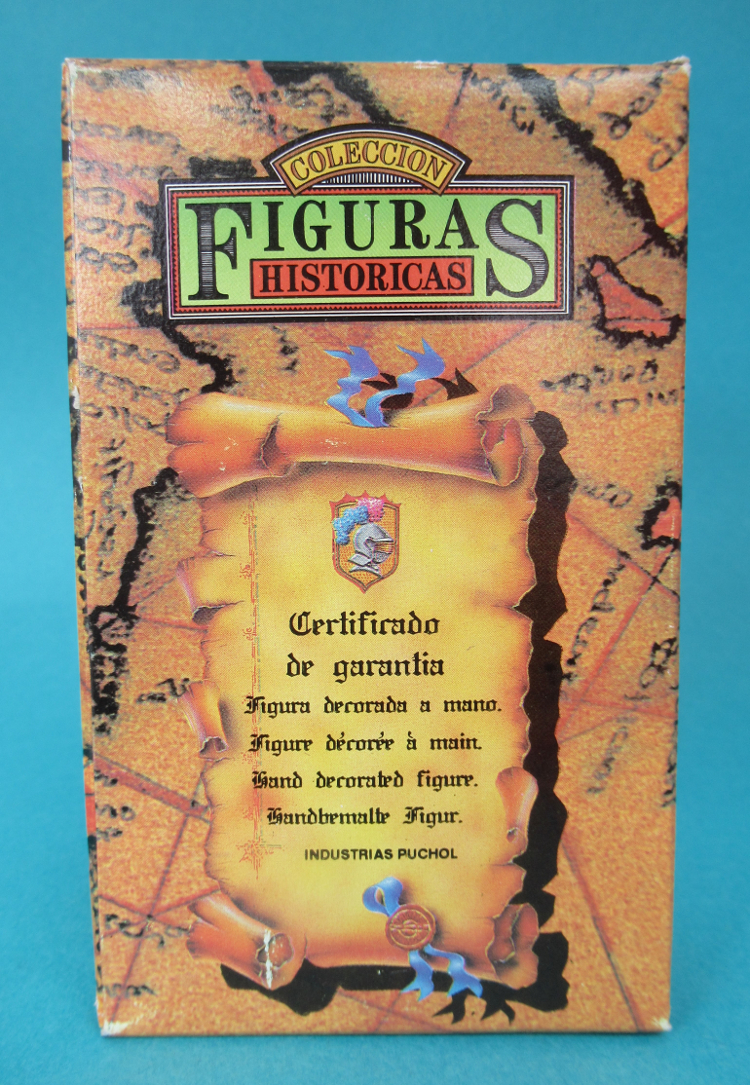 COLECCION
FIGURAS
HISTORICAS
Certificado
de garantia
Figura decorada a mano.
Figure décorée à main.
Hand decorated figure.
Handbemalte Figur.
INDUSTRIAS PUCHOL